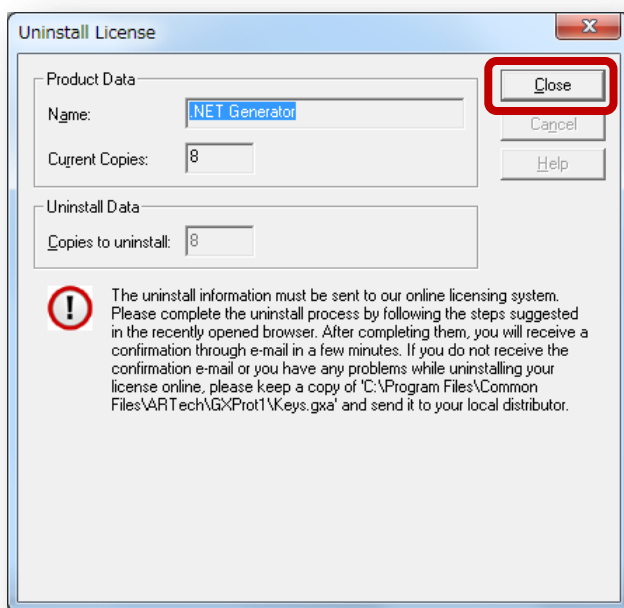 Uninstall License
Product Data
Name:
.NET Generator
Current Copies:
8
Close
Cancel
Help
Uninstall Data
Copies to uninstall:
8
The uninstall information must be sent to our online licensing system.
Please complete the uninstall process by following the steps suggested
in the recently opened browser. After completing them, you will receive a
confirmation through e-mail in a few minutes. If you do not receive the
confirmation e-mail or you have any problems while uninstalling your
license online, please keep a copy of 'C:\Program Files\Common
Files\ARTech\GXProt1\Keys.gxa' and send it to your local distributor.